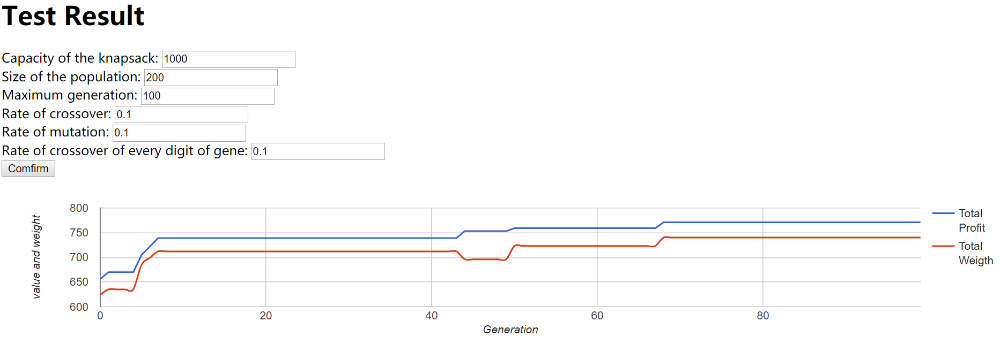 Test Result
Capacity of the knapsack: 1000
Size of the population: 200
Maximum generation: 100
Rate of crossover: 0.1
Rate of mutation: 0.1
Rate of crossover of every digit of gene: 0.1
Comfirm
value and weight
800
750
700
650
600
0 20 40 60 80
Generation
Total
Profit
Total
Weigth